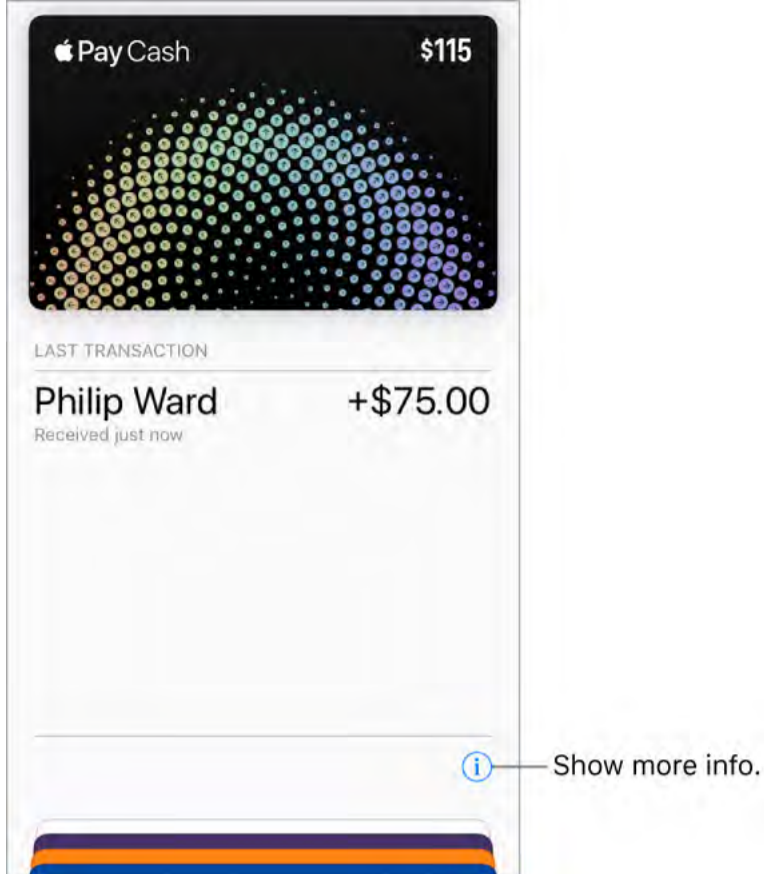 Pay Cash $115
LAST TRANSACTION
Philip Ward +$75.00
Received just now
i Show more info.